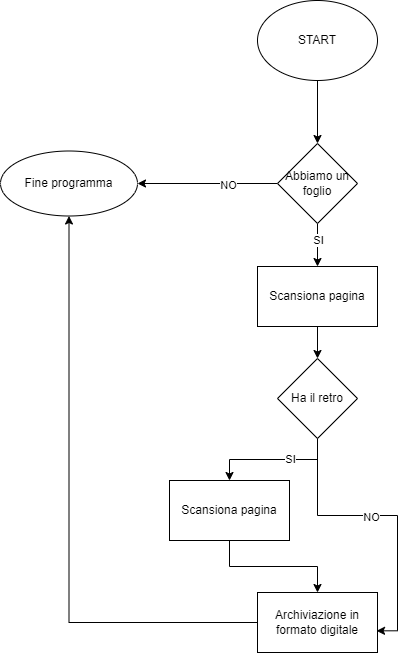 START
Abbiamo un
foglio
NO
Fine programma
SI
Scansiona pagina
Ha il retro
SI
Scansiona pagina
NO
Archiviazione in
formato digitale